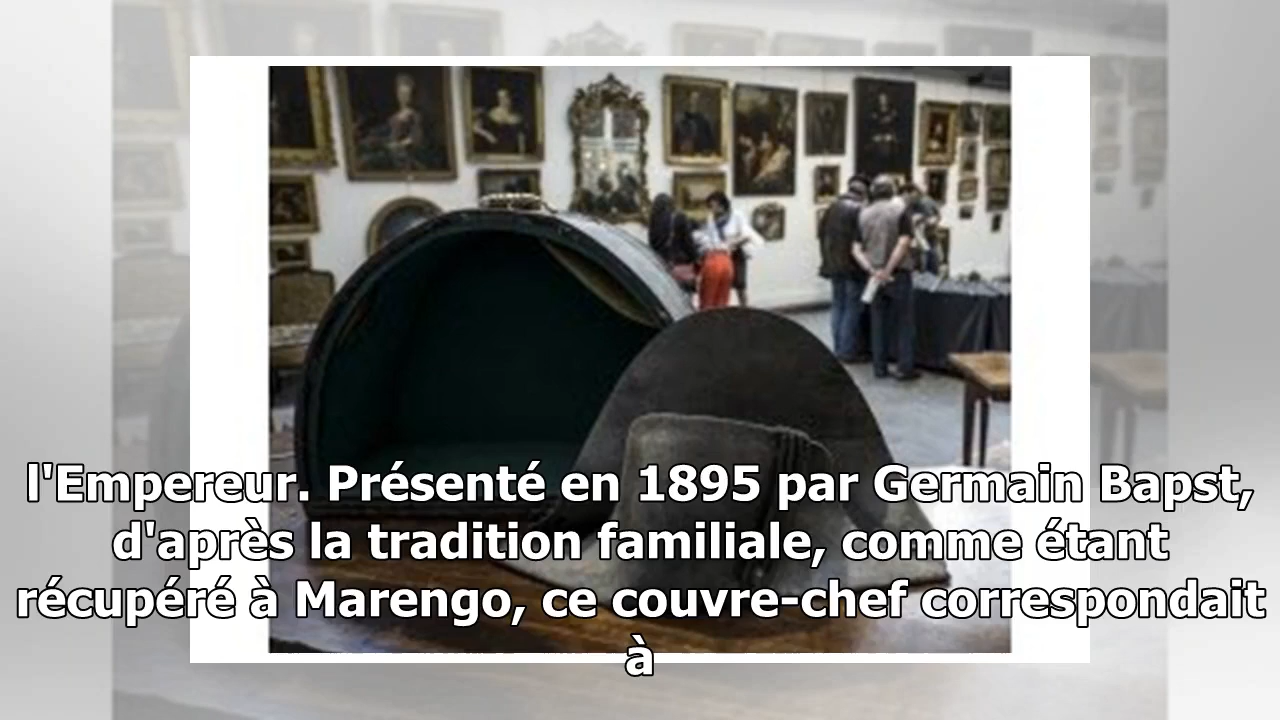 l'Empereur. Présenté en 1895 par Germain Bapst,
d'après la tradition familiale, comme étant
récupéré à Marengo, ce couvre-chef correspondait
à